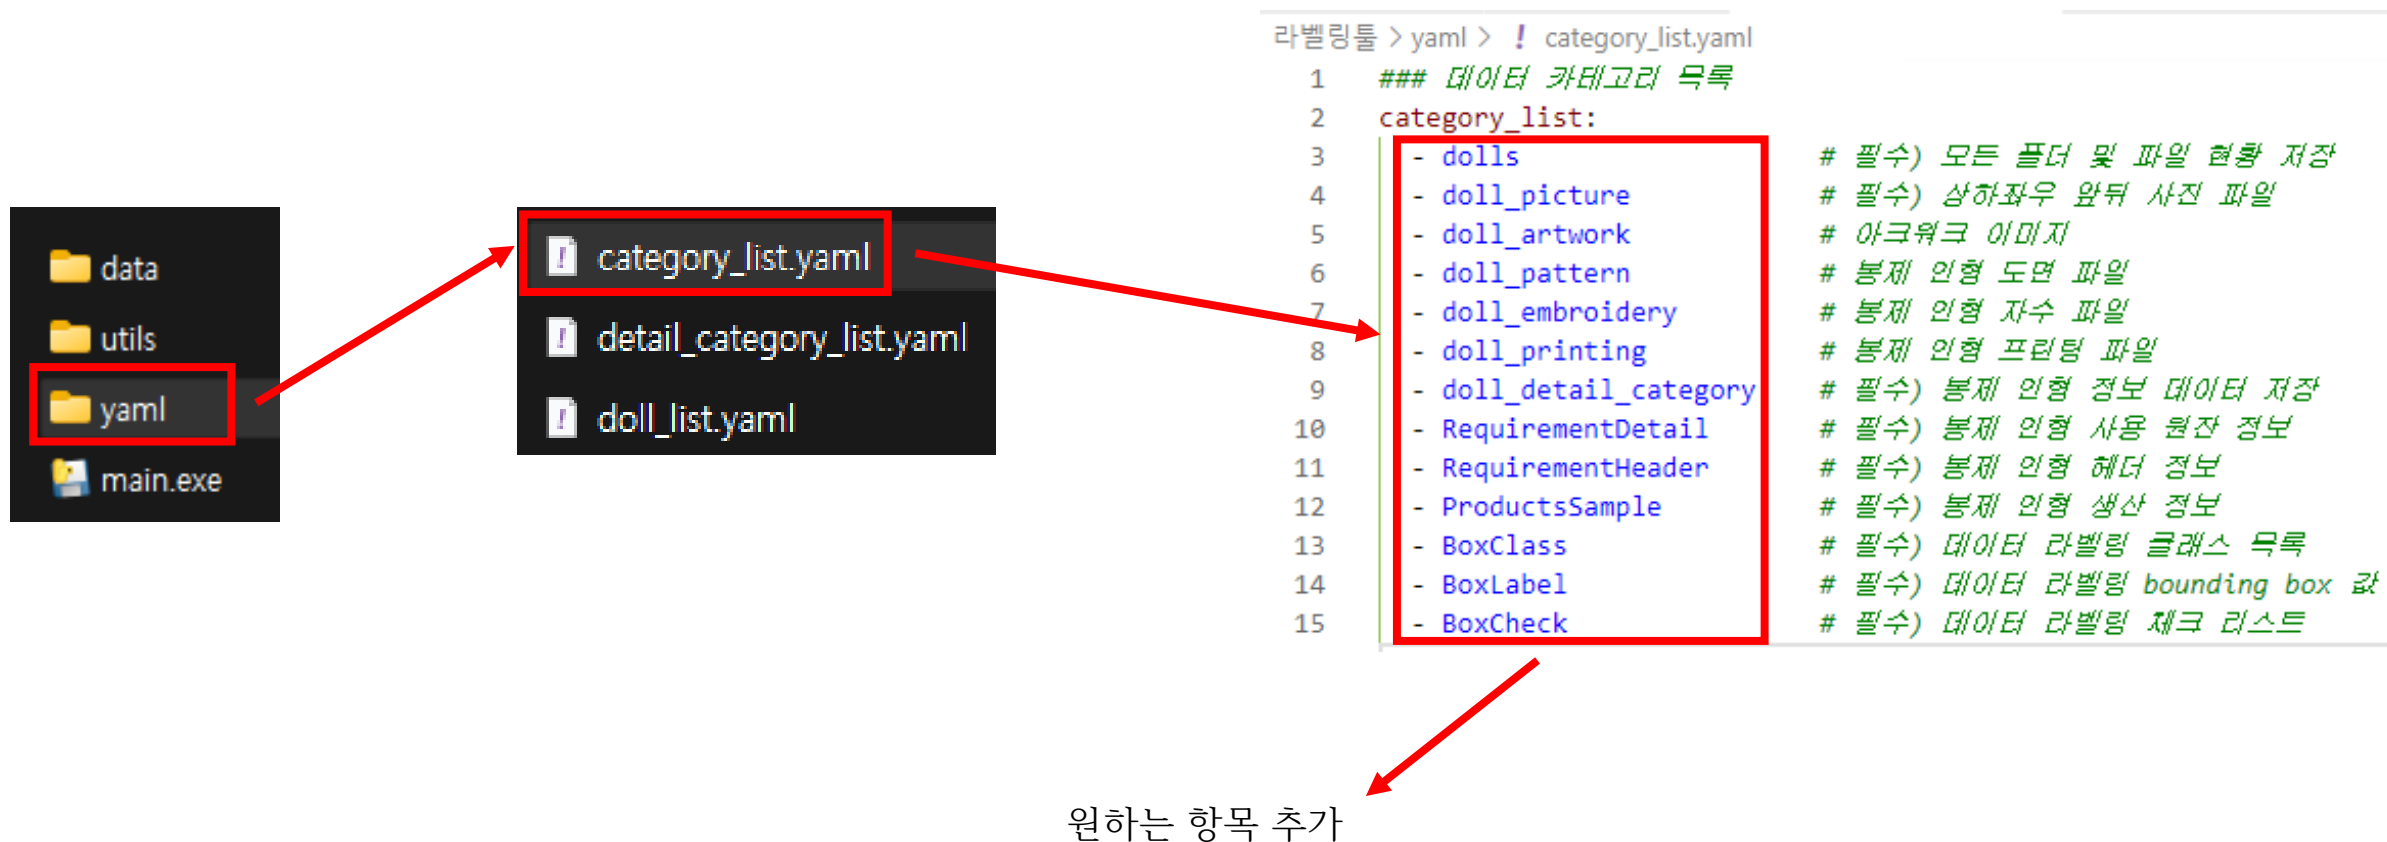 data
utils
yaml
main.exe
category_list.yaml
detail_category_list.yaml
doll_list.yaml
라벨링툴 > yaml > ! category_list.yaml
1 ### 데이터 카테고리 목록
2 category_list:
3 - dolls # 필수) 모든 폴더 및 파일 현황 저장
4 - doll_picture # 필수) 상하좌우 앞뒤 사진 파일
5 - doll_artwork # 아크워크 이미지
6 - doll_pattern # 봉제 인형 도면 파일
7 - doll_embroidery # 봉제 인형 자수 파일
8 - doll_printing # 봉제 인형 프린팅 파일
9 - doll_detail_category # 필수) 봉제 인형 정보 데이터 저장
10 - RequirementDetail # 필수) 봉제 인형 사용 원잔 정보
11 - RequirementHeader # 필수) 봉제 인형 헤더 정보
12 - ProductsSample # 필수) 봉제 인형 생산 정보
13 - BoxClass # 필수) 데이터 라벨링 클래스 목록
14 - BoxLabel # 필수) 데이터 라벨링 bounding box 값
15 - BoxCheck # 필수) 데이터 라벨링 체크 리스트
원하는 항목 추가